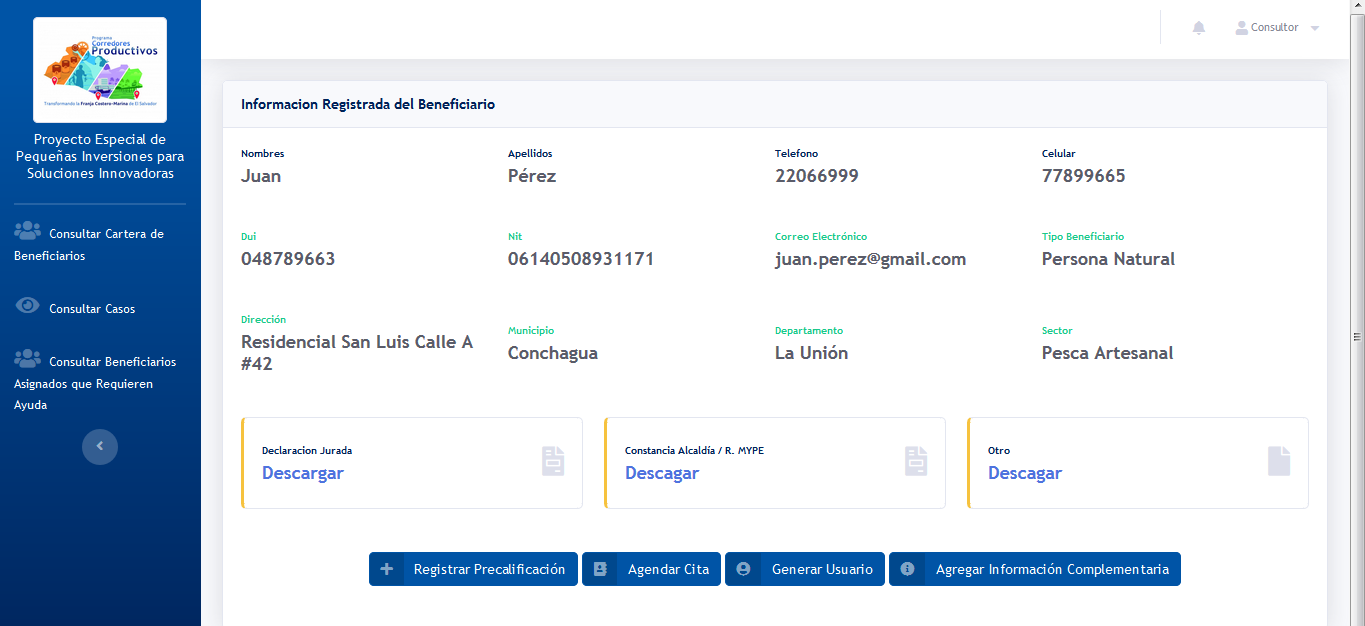 Programa
Corredores
Productivos
Transformando la Franja Costero-Marina de El Salvador
Proyecto Especial de
Pequeñas Inversiones para
Soluciones Innovadoras
Consultar Cartera de
Beneficiarios
Consultar Casos
Consultar Beneficiarios
Asignados que Requieren
Ayuda
Consultor
Informacion Registrada del Beneficiario
Nombres
Juan
Apellidos
Pérez
Telefono
22066999
Celular
77899665
Dui
048789663
Nit
06140508931171
Correo Electrónico
juan.perez@gmail.com
Tipo Beneficiario
Persona Natural
Dirección
Residencial San Luis Calle A
#42
Municipio
Conchagua
Departamento
La Unión
Sector
Pesca Artesanal
Declaracion Jurada
Descargar
Constancia Alcaldía / R. MYPE
Descagar
Otro
Descagar
Registrar Precalificación
Agendar Cita
Generar Usuario
Agregar Información Complementaria